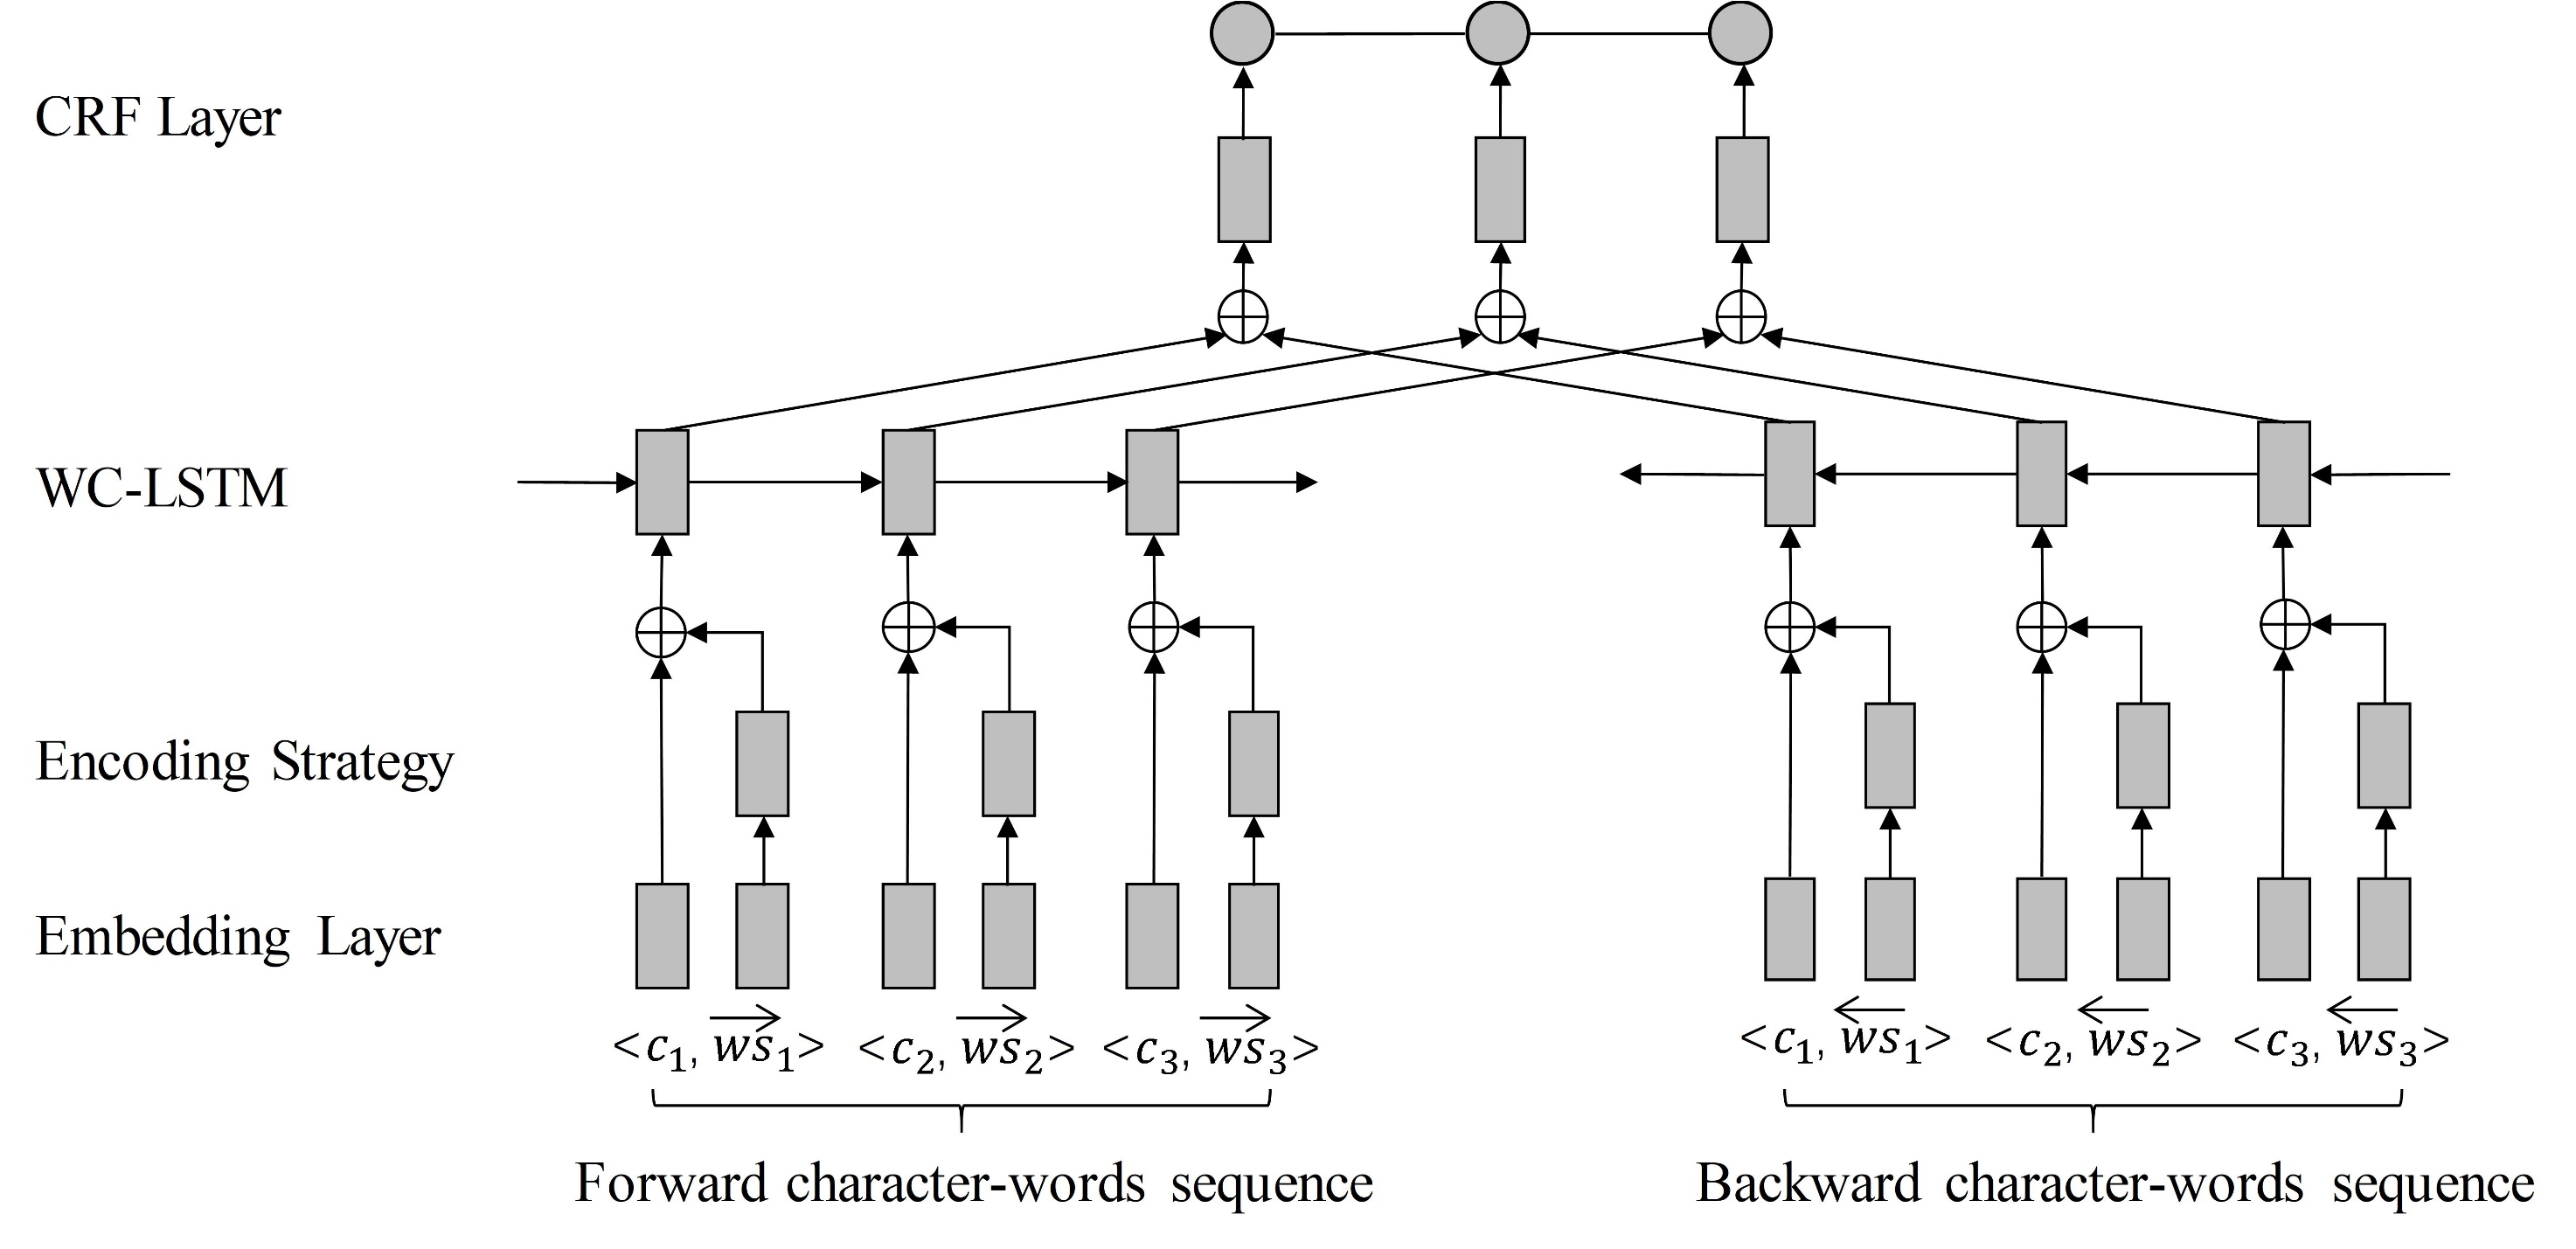 CRF Layer
WC-LSTM
Encoding Strategy
Embedding Layer
<c₁, →ws₁> <c₂, →ws₂> <c₃, →ws₃> <c₁, ←ws₁> <c₂, ←ws₂> <c₃, ←ws₃>
Forward character-words sequence
Backward character-words sequence